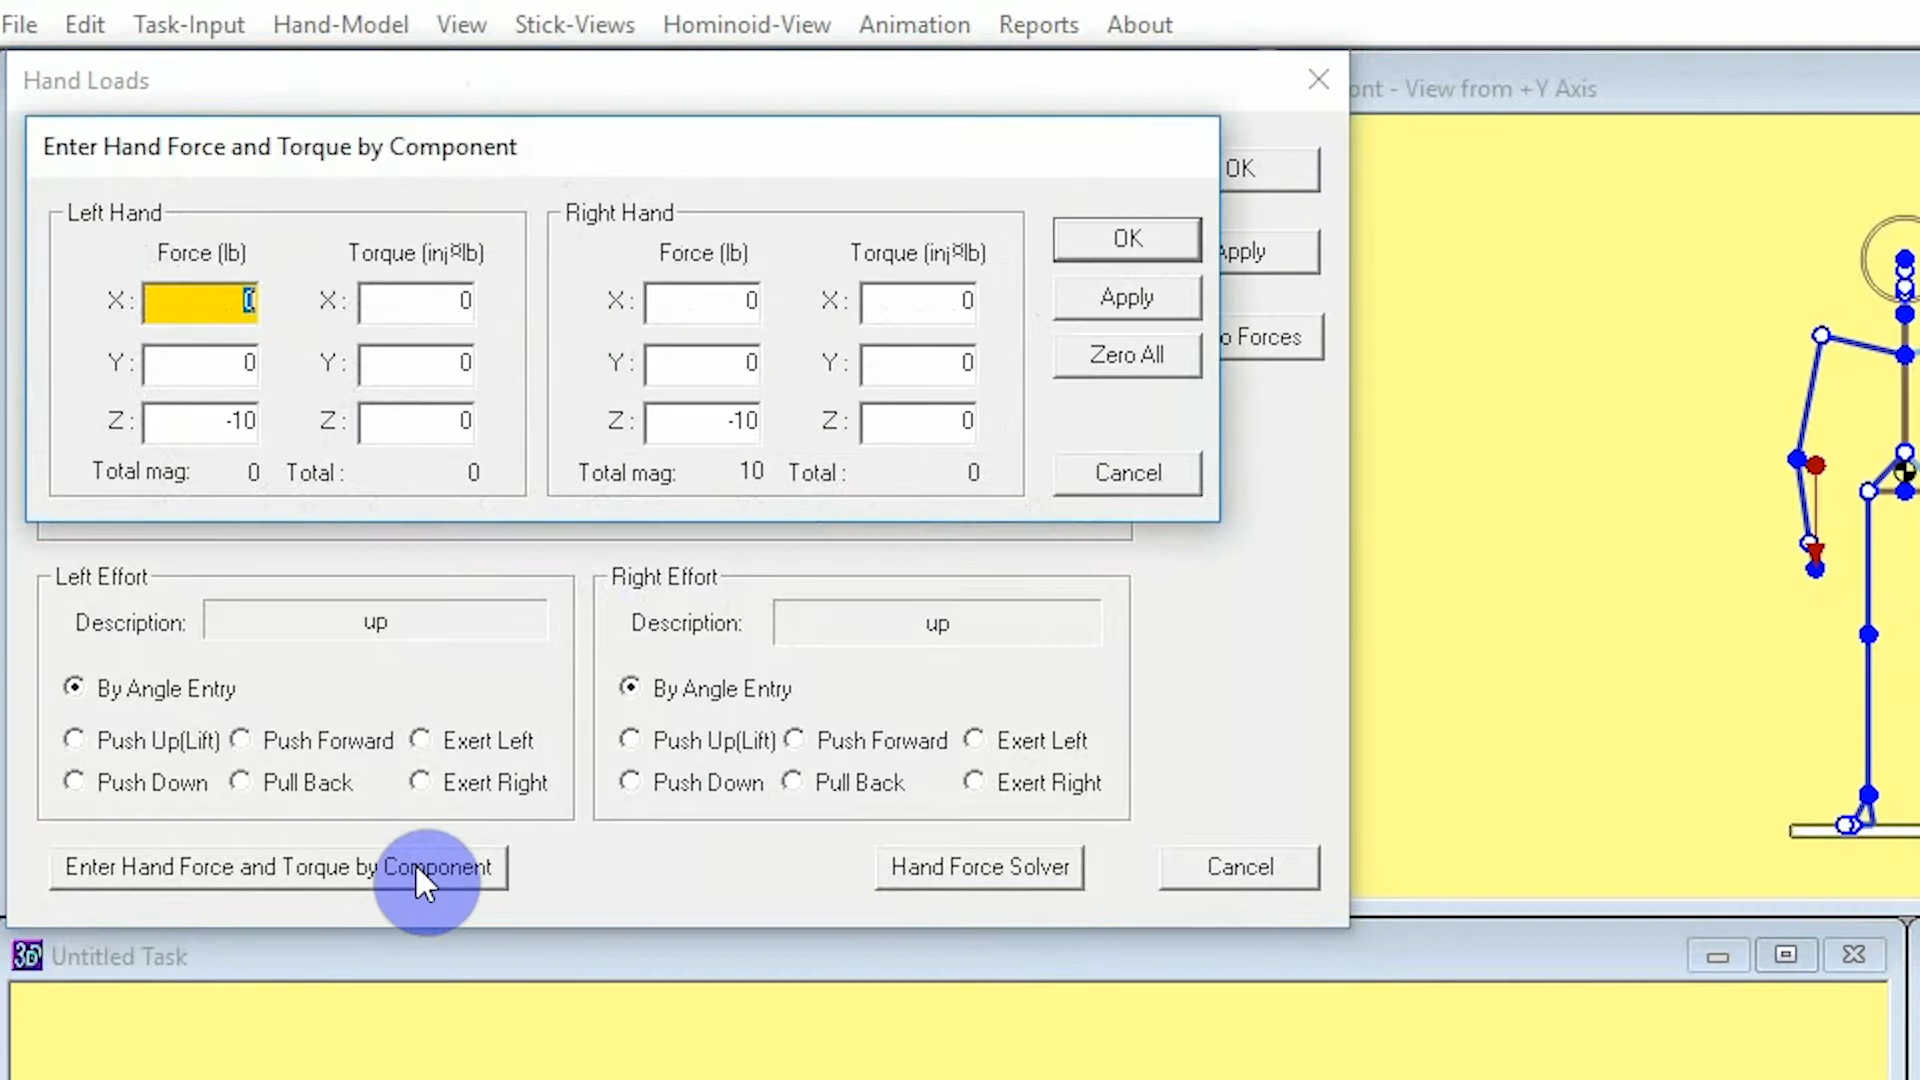 File Edit Task-Input Hand-Model View Stick-Views Hominoid-View Animation Reports About
Hand Loads
ont - View from +Y Axis
Enter Hand Force and Torque by Component
OK
Apply
o Forces
Left Hand
Force (lb) Torque (inj¤lb)
X: 0 X: 0
Y: 0 Y: 0
Z: -10 Z: 0
Total mag: 0 Total : 0
Right Hand
Force (lb) Torque (inj¤lb)
X: 0 X: 0
Y: 0 Y: 0
Z: -10 Z: 0
Total mag: 10 Total : 0
OK
Apply
Zero All
Cancel
Left Effort
Description: up
By Angle Entry
Push Up(Lift) Push Forward Exert Left
Push Down Pull Back Exert Right
Right Effort
Description: up
By Angle Entry
Push Up(Lift) Push Forward Exert Left
Push Down Pull Back Exert Right
Enter Hand Force and Torque by Component
Hand Force Solver
Cancel
3D Untitled Task